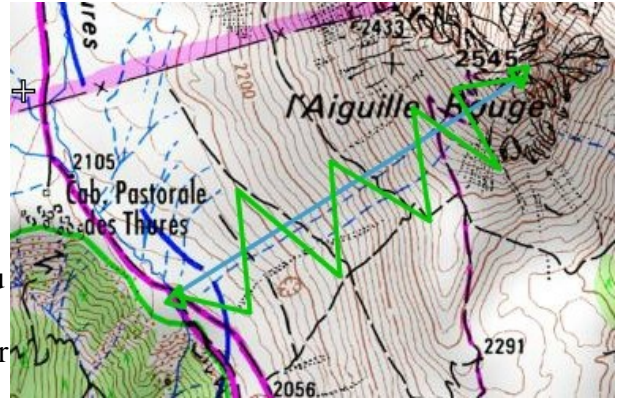 ures
2433
2545
2200
l'Aiguille Rouge
2105
Cab. Pastorale
des Thures
2291
2056